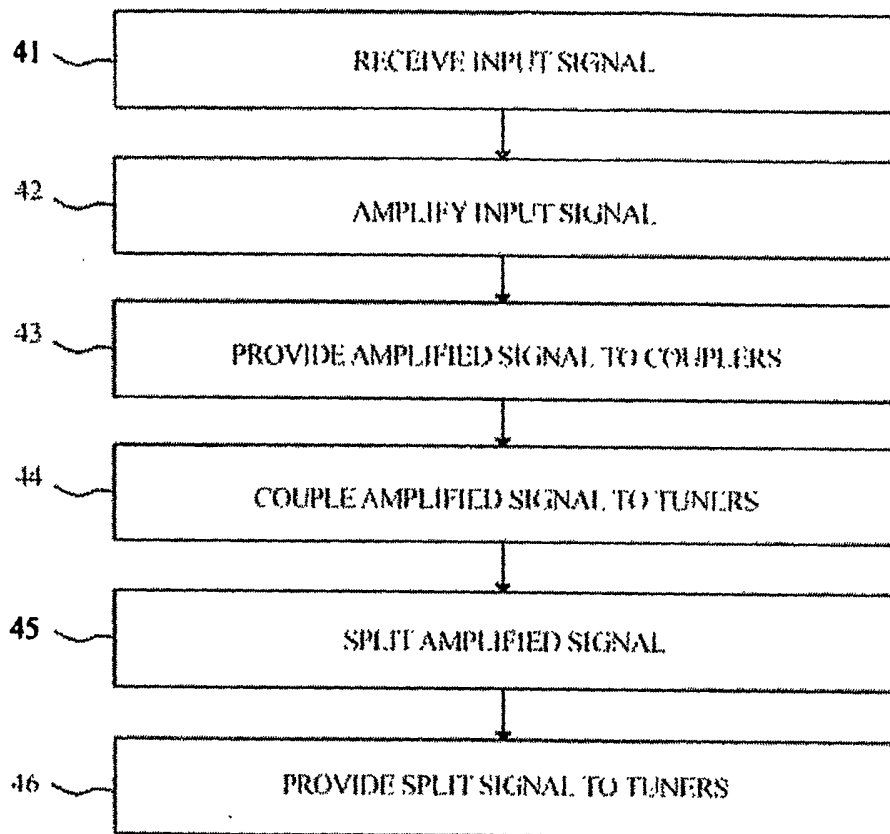 41 RECEIVE INPUT SIGNAL
42 AMPLIFY INPUT SIGNAL
43 PROVIDE AMPLIFIED SIGNAL TO COUPLERS
44 COUPLE AMPLIFIED SIGNAL TO TUNERS
45 SPLIT AMPLIFIED SIGNAL
46 PROVIDE SPLIT SIGNAL TO TUNERS